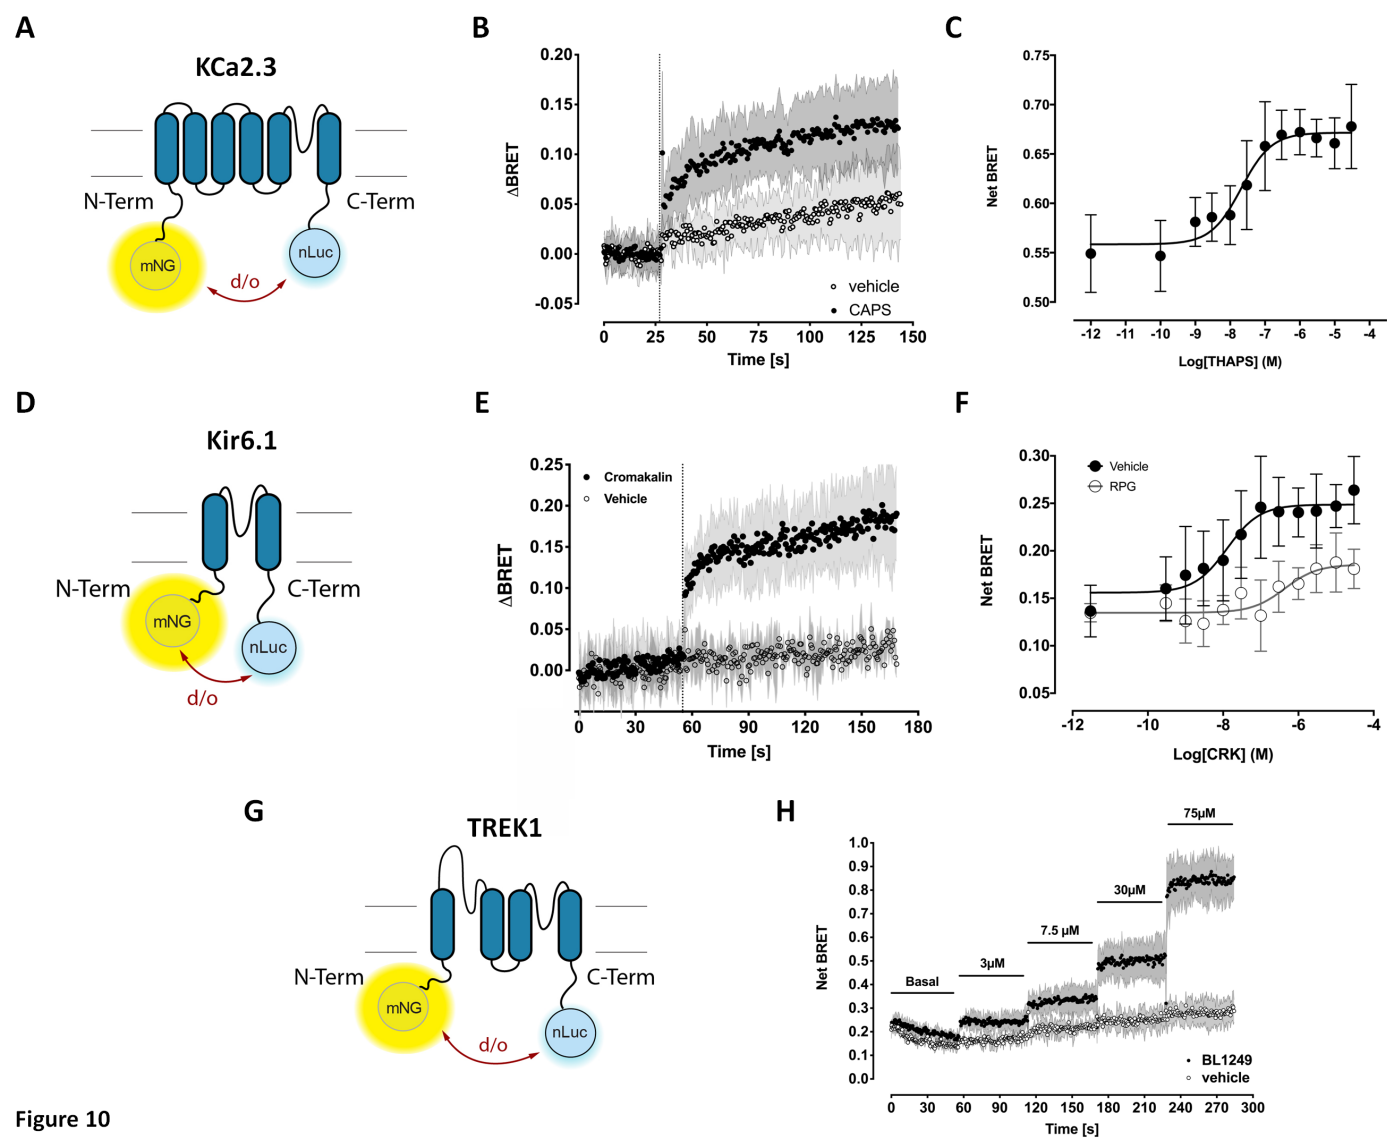 A
KCa2.3
N-Term
C-Term
mNG
nLuc
d/o
B
0.20
0.15
0.10
0.05
0.00
-0.05
ΔBRET
vehicle
CAPS
0 25 50 75 100 125 150
Time [s]
C
0.75
0.70
0.65
0.60
0.55
0.50
Net BRET
-12 -11 -10 -9 -8 -7 -6 -5 -4
Log[THAPS] (M)
D
Kir6.1
N-Term
C-Term
mNG
nLuc
d/o
E
0.25
0.20
0.15
0.10
0.05
0.00
ΔBRET
Cromakalin
Vehicle
0 30 60 90 120 150 180
Time [s]
F
0.30
0.25
0.20
0.15
0.10
0.05
Net BRET
Vehicle
RPG
-12 -10 -8 -6 -4
Log[CRK] (M)
G
TREK1
N-Term
C-Term
mNG
nLuc
d/o
H
1.0
0.9
0.8
0.7
0.6
0.5
0.4
0.3
0.2
0.1
0.0
Net BRET
Basal
3μM
7.5 μM
30μM
75μM
BL1249
vehicle
0 30 60 90 120 150 180 210 240 270 300
Time [s]
Figure 10